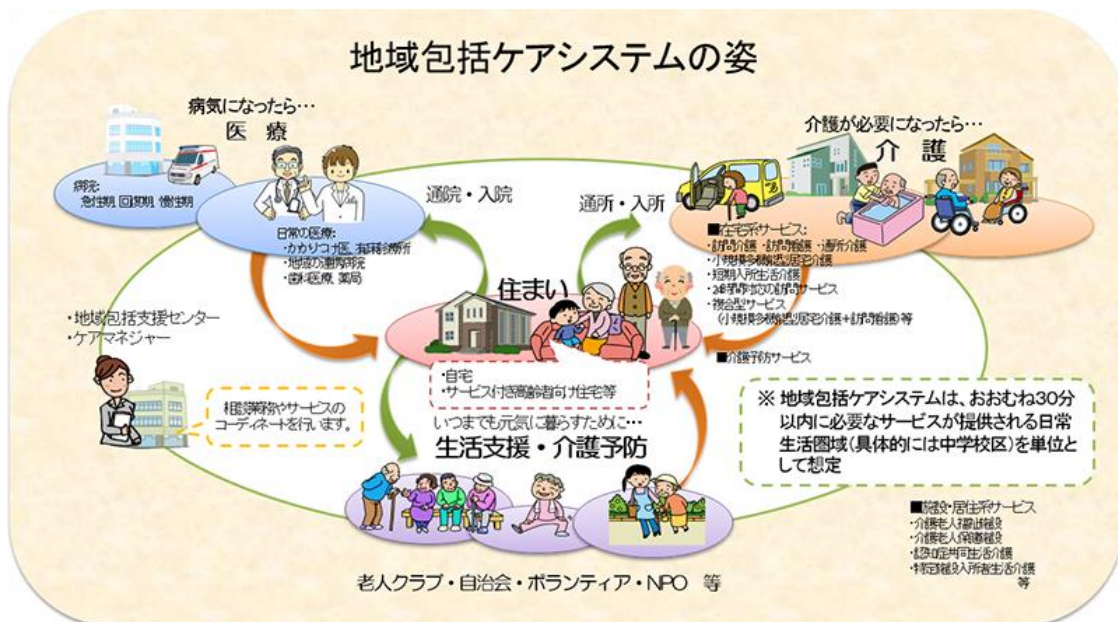 地域包括ケアシステムの姿
病気になったら…
医 療
病院:
急性期、回復期、慢性期
日常の医療:
・かかりつけ医、有床診療所
・地域の連携病院
・歯科医療、薬局
通院・入院
通所・入所
介護が必要になったら…
介 護
■在宅系サービス:
・訪問介護・訪問看護・通所介護
・小規模多機能型居宅介護
・短期入所生活介護
・24時間対応の訪問サービス
・複合型サービス
(小規模多機能型居宅介護+訪問看護)等
■介護予防サービス
住まい
・自宅
・サービス付き高齢者向け住宅等
・地域包括支援センター
・ケアマネジャー
相談業務やサービスの
コーディネートを行います。
いつまでも元気に暮らすために…
生活支援・介護予防
老人クラブ・自治会・ボランティア・NPO 等
※ 地域包括ケアシステムは、おおむね30分
以内に必要なサービスが提供される日常
生活圏域(具体的には中学校区)を単位と
して想定
■施設・居住系サービス
・介護老人福祉施設
・介護老人保健施設
・認知症共同生活介護
・特定施設入所者生活介護
等